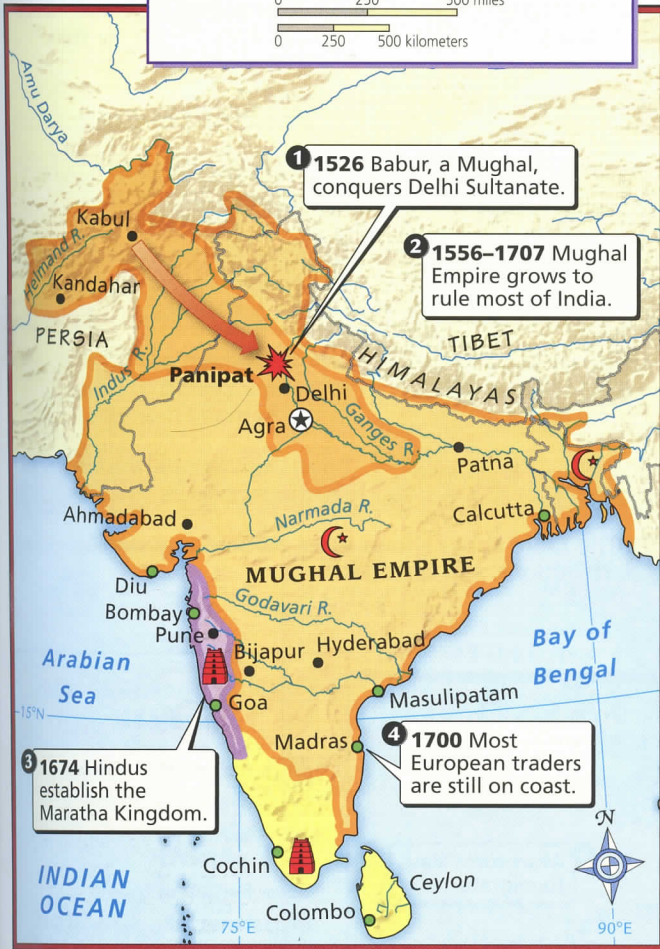 0 250 500 miles
0 250 500 kilometers
Amu Darya
1 1526 Babur, a Mughal,
conquers Delhi Sultanate.
Kabul
2 1556–1707 Mughal
Empire grows to
rule most of India.
Helmand R.
Kandahar
PERSIA
TIBET
HIMALAYAS
Indus R.
Panipat
Delhi
Agra
Ganges R.
Patna
Ahmadabad
Narmada R.
Calcutta
MUGHAL EMPIRE
Diu
Bombay
Godavari R.
Pune
Bijapur
Hyderabad
Arabian
Sea
Bay of
Bengal
15°N
Goa
Masulipatam
Madras
4 1700 Most
European traders
are still on coast.
3 1674 Hindus
establish the
Maratha Kingdom.
N
Cochin
Ceylon
INDIAN
OCEAN
Colombo
75°E
90°E